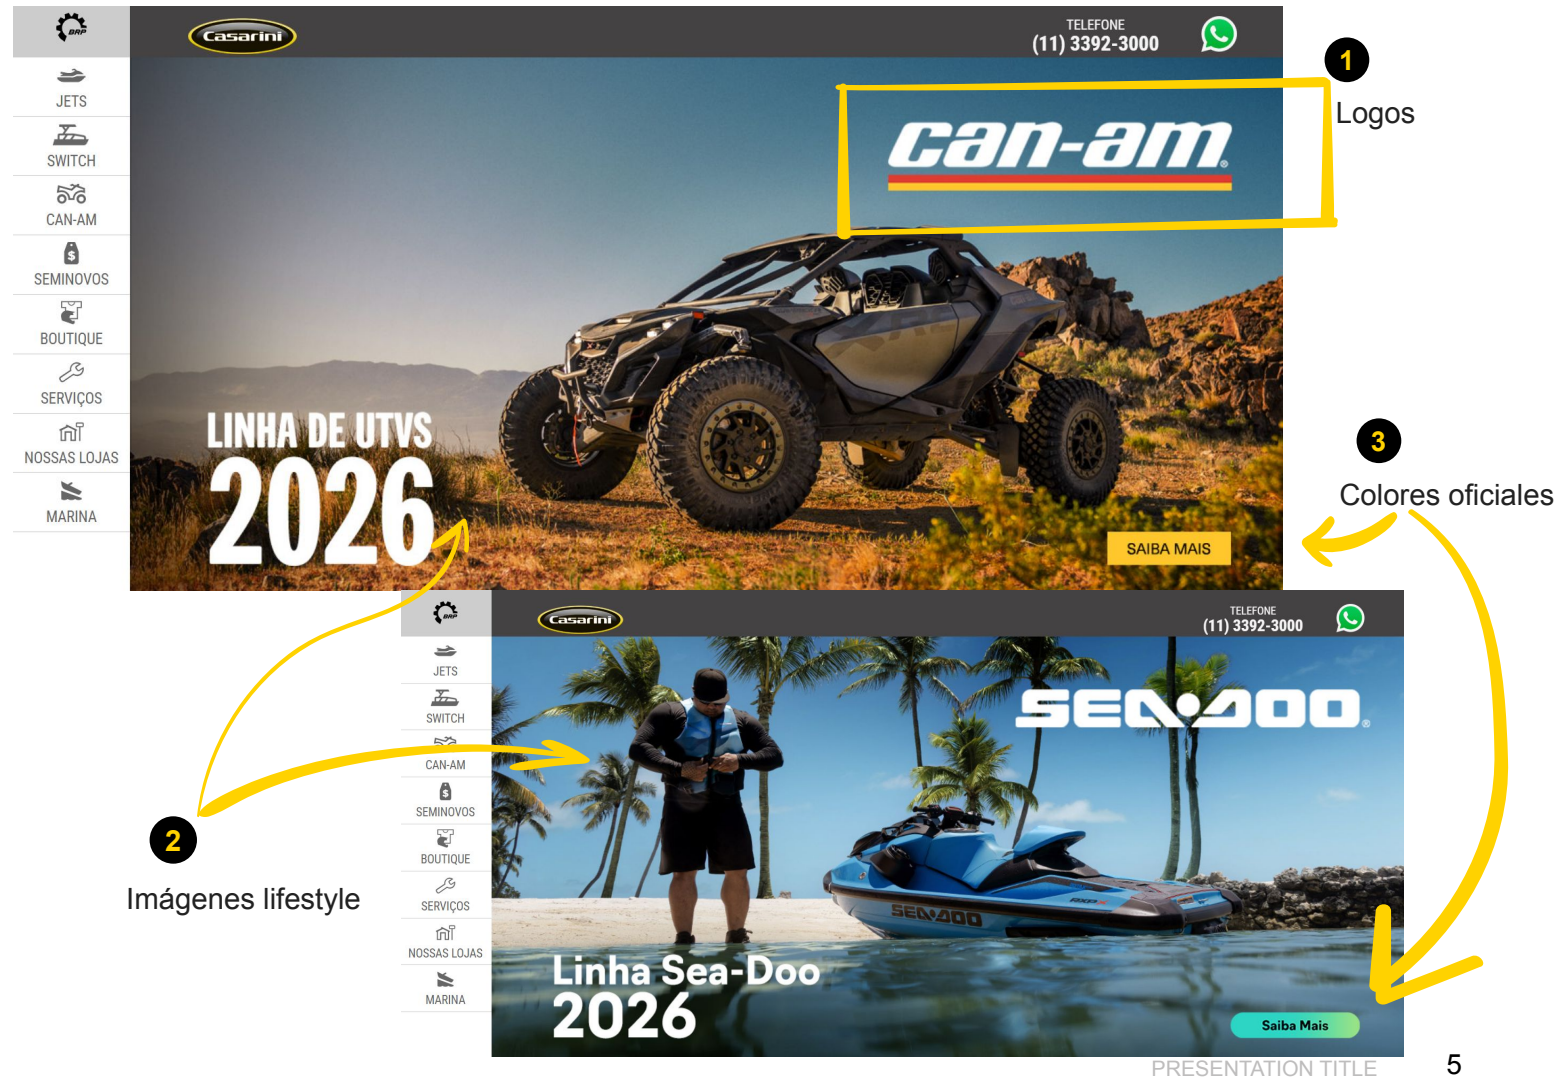 BRP
Casarini
TELEFONE
(11) 3392-3000
1
Logos
JETS
SWITCH
CAN-AM
SEMINOVOS
BOUTIQUE
SERVIÇOS
NOSSAS LOJAS
MARINA
can-am®
LINHA DE UTVS
2026
SAIBA MAIS
3
Colores oficiales
BRP
Casarini
TELEFONE
(11) 3392-3000
JETS
SWITCH
CAN-AM
SEMINOVOS
BOUTIQUE
SERVIÇOS
NOSSAS LOJAS
MARINA
SEA-DOO®
SEA-DOO
RXP-X
Linha Sea-Doo
2026
Saiba Mais
2
Imágenes lifestyle
PRESENTATION TITLE
5